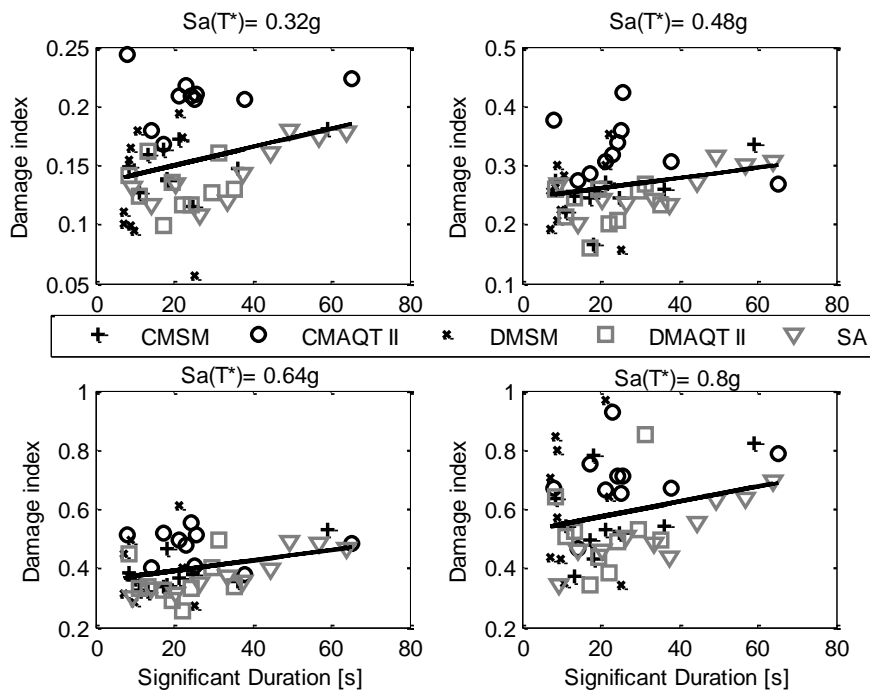 Sa(T*)= 0.32g
Sa(T*)= 0.48g
0.25
0.2
0.15
0.1
0.05
Damage index
0 20 40 60 80
0.5
0.4
0.3
0.2
0.1
Damage index
0 20 40 60 80
CMSM CMAQT II DMSM DMAQT II SA
Sa(T*)= 0.64g
Sa(T*)= 0.8g
1
0.8
0.6
0.4
0.2
Damage index
0 20 40 60 80
Significant Duration [s]
1
0.8
0.6
0.4
0.2
Damage index
0 20 40 60 80
Significant Duration [s]